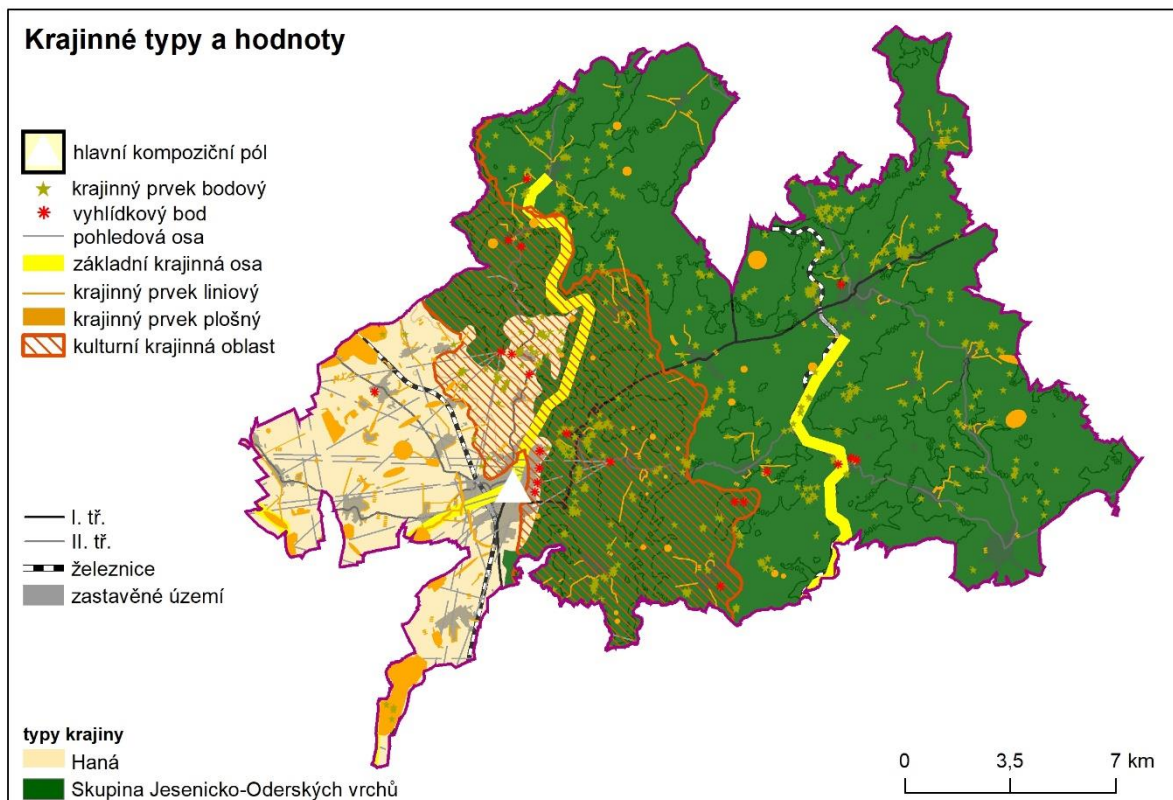 Krajinné typy a hodnoty
hlavní kompoziční pól
krajinný prvek bodový
vyhlídkový bod
pohledová osa
základní krajinná osa
krajinný prvek liniový
krajinný prvek plošný
kulturní krajinná oblast
I. tř.
II. tř.
železnice
zastavěné území
typy krajiny
Haná
Skupina Jesenicko-Oderských vrchů
0 3,5 7 km